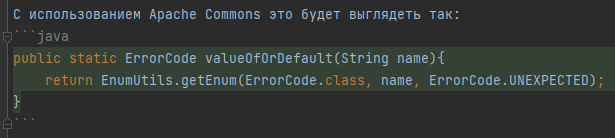 С использованием Apache Commons это будет выглядеть так:
```java
public static ErrorCode valueOfOrDefault(String name){
    return EnumUtils.getEnum(ErrorCode.class, name, ErrorCode.UNEXPECTED);
}
```